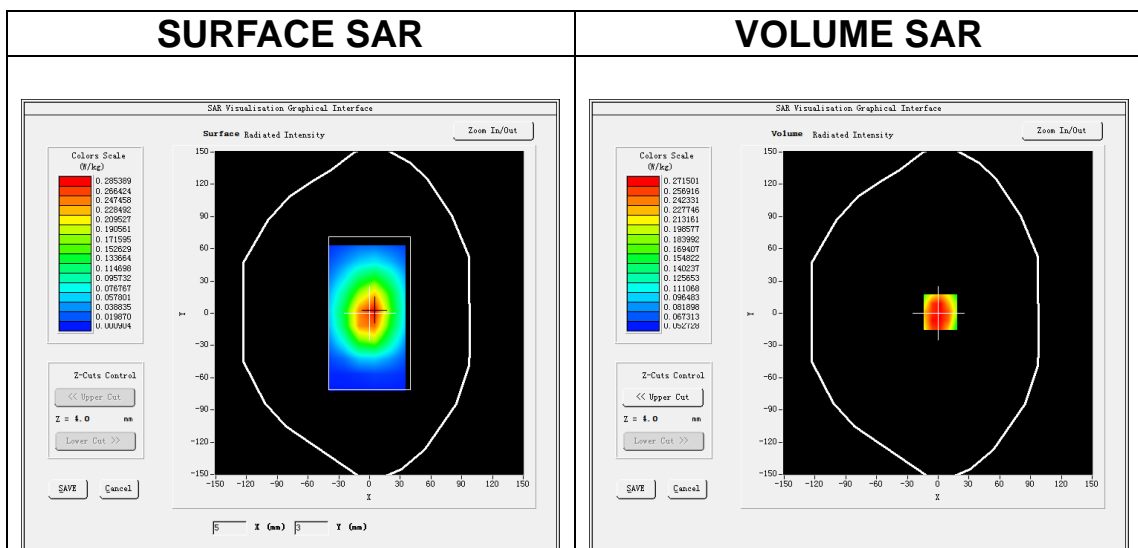 SURFACE SAR
VOLUME SAR
SAR Visualisation Graphical Interface
Surface Radiated Intensity
Zoom In/Out
Colors Scale
(W/kg)
0.285389
0.266424
0.247458
0.228492
0.209527
0.190561
0.171595
0.152629
0.133664
0.114698
0.095732
0.076767
0.057801
0.038835
0.019870
0.000904
Z-Cuts Control
<< Upper Cut
Z = 4.0 mm
Lower Cut >>
SAVE Cancel
150
120
90
60
30
0
-30
-60
-90
-120
-150
Y
-150 -120 -90 -60 -30 0 30 60 90 120 150
X
5 X (mm) 3 Y (mm)
SAR Visualisation Graphical Interface
Volume Radiated Intensity
Zoom In/Out
Colors Scale
(W/kg)
0.271501
0.256916
0.242331
0.227746
0.213161
0.198577
0.183992
0.169407
0.154822
0.140237
0.125653
0.111068
0.096483
0.081898
0.067313
0.052728
Z-Cuts Control
<< Upper Cut
Z = 4.0 mm
Lower Cut >>
SAVE Cancel
150
120
90
60
30
0
-30
-60
-90
-120
-150
Y
-150 -120 -90 -60 -30 0 30 60 90 120 150
X